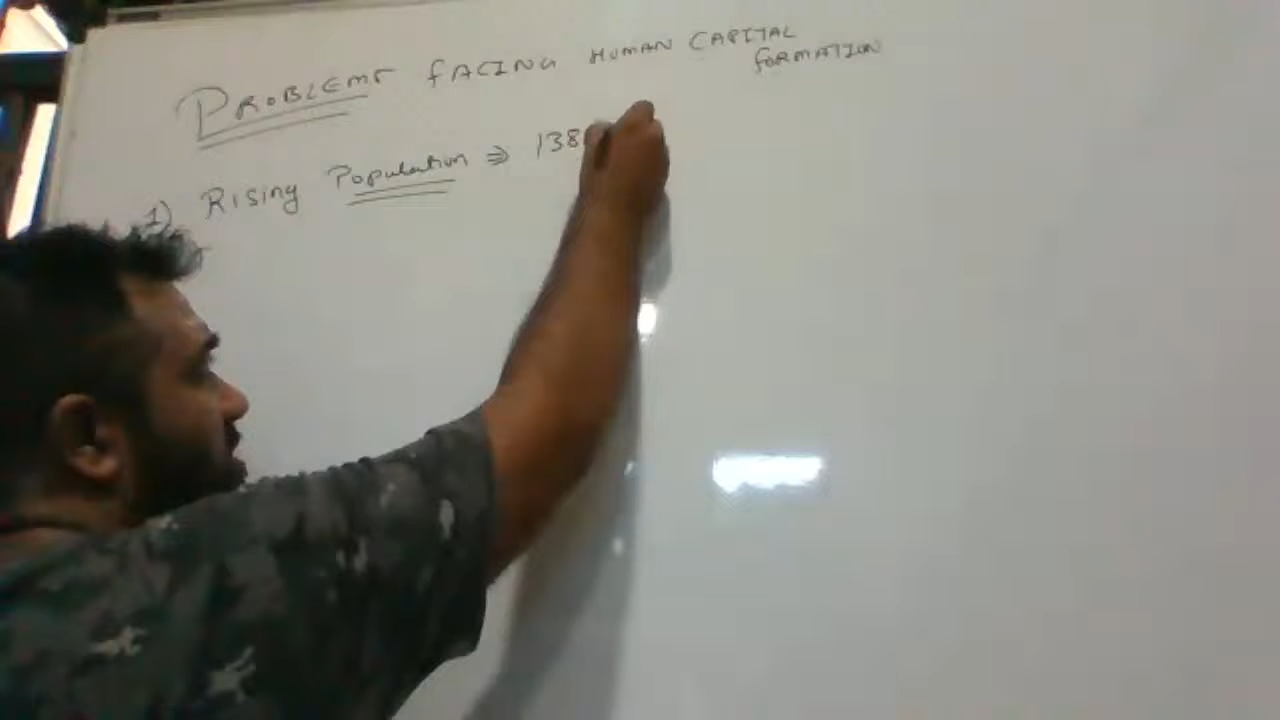 PROBLEMS FACING HUMAN CAPITAL
FORMATION
1) Rising Population ⇒ 138